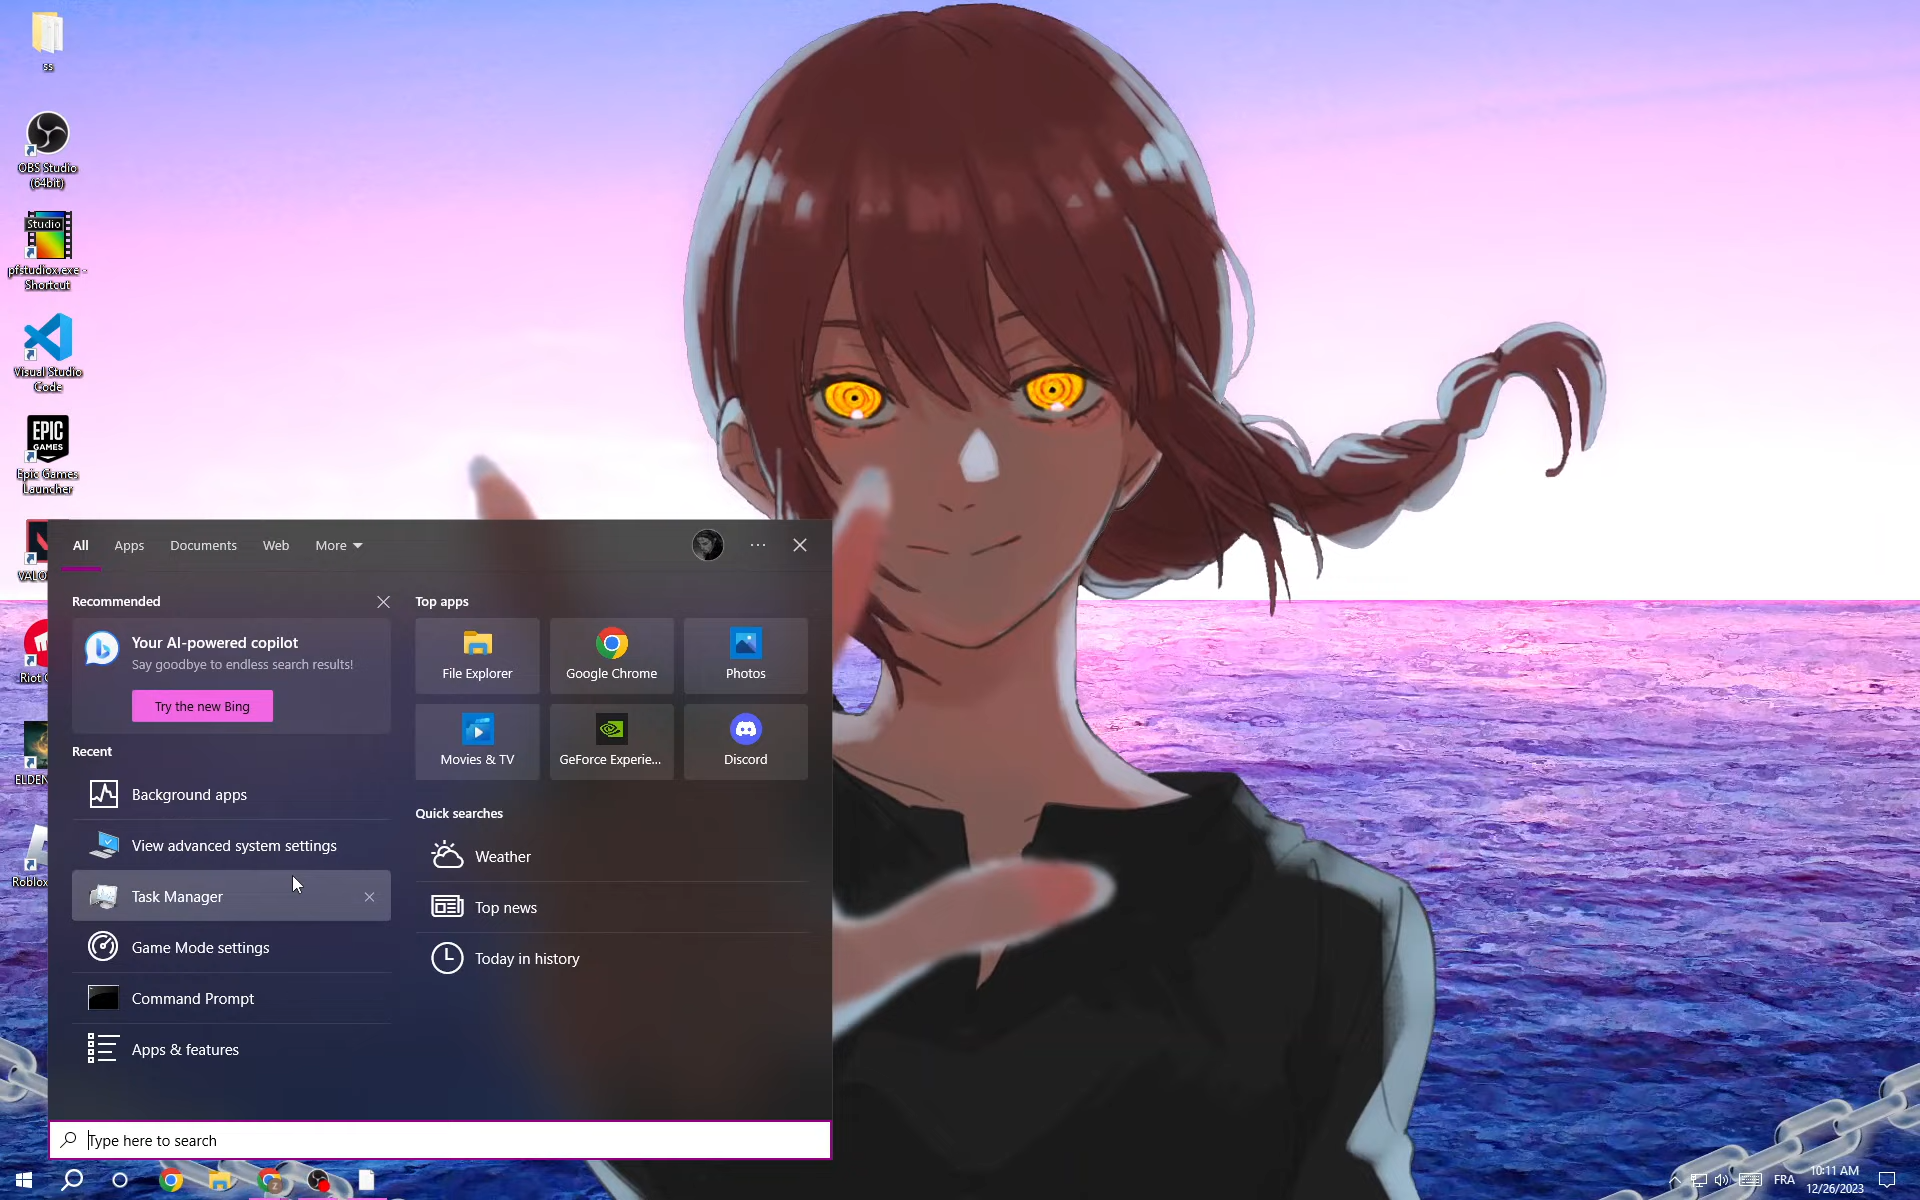 ss
OBS Studio
(64bit)
Studio
pfstudiox.exe -
Shortcut
Visual Studio
Code
EPIC
GAMES
Epic Games
Launcher
VALO
Riot
ELDEN
Roblox
All
Apps
Documents
Web
More
Recommended
Your AI-powered copilot
Say goodbye to endless search results!
Try the new Bing
Recent
Background apps
View advanced system settings
Task Manager
Game Mode settings
Command Prompt
Apps & features
Top apps
File Explorer
Google Chrome
Photos
Movies & TV
GeForce Experie...
Discord
Quick searches
Weather
Top news
Today in history
Type here to search
FRA
10:11 AM
12/26/2023